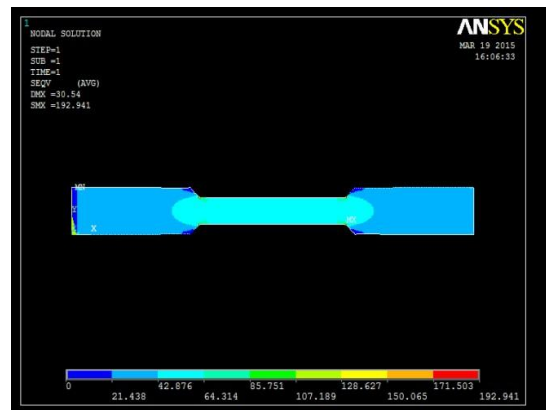 1
NODAL SOLUTION
STEP=1
SUB =1
TIME=1
SEQV (AVG)
DMX =30.54
SMX =192.941
ANSYS
MAR 19 2015
16:06:33
MN
Y
X
MX
0 42.876 85.751 128.627 171.503
21.438 64.314 107.189 150.065 192.941